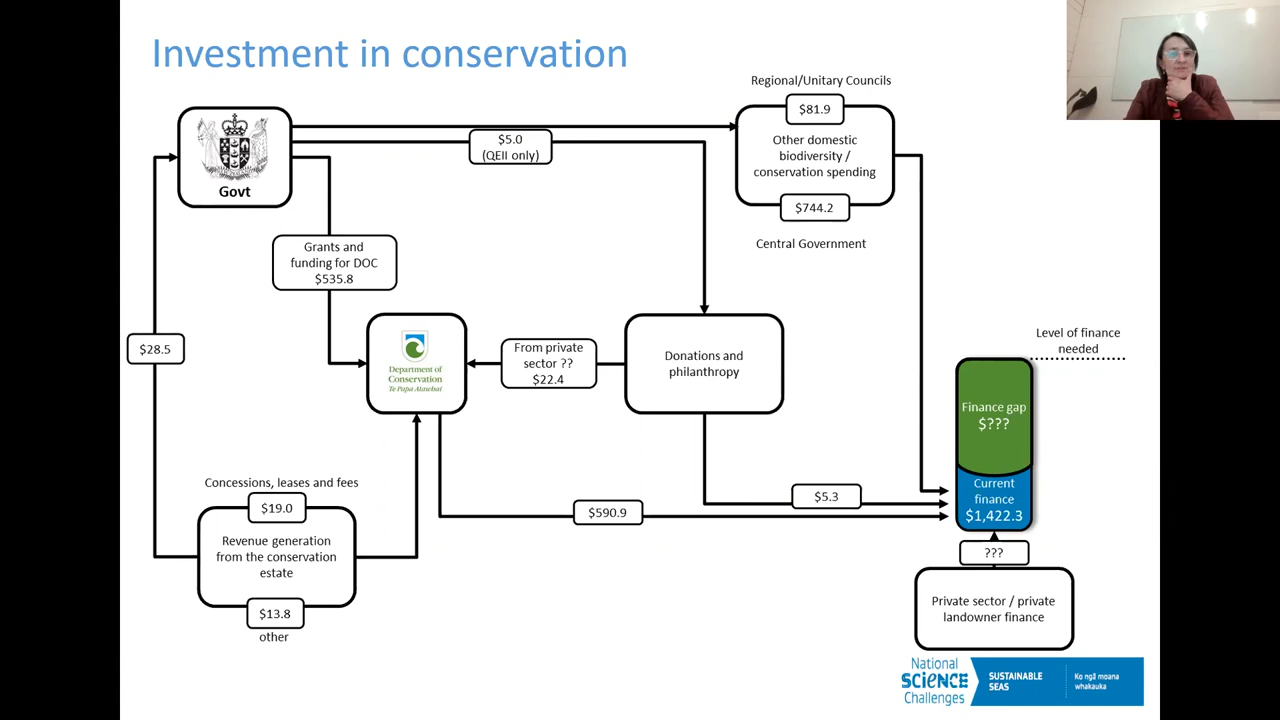 Investment in conservation
Regional/Unitary Councils
$81.9
Other domestic
biodiversity /
conservation spending
$744.2
Central Government
Govt
$5.0
(QEII only)
Grants and
funding for DOC
$535.8
$28.5
Department of
Conservation
Te Papa Atawhai
From private
sector ??
$22.4
Donations and
philanthropy
Level of finance
needed
Finance gap
$???
Current
finance
$1,422.3
Concessions, leases and fees
$19.0
Revenue generation
from the conservation
estate
$13.8
other
$590.9
$5.3
???
Private sector / private
landowner finance
National
SCIENCE
Challenges
SUSTAINABLE
SEAS
Ko ngā moana
whakauka